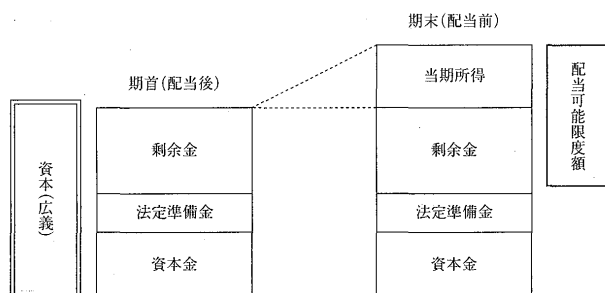 期末(配当前)
期首(配当後)
当期所得
配当可能限度額
資本(広義)
剰余金
剰余金
法定準備金
法定準備金
資本金
資本金